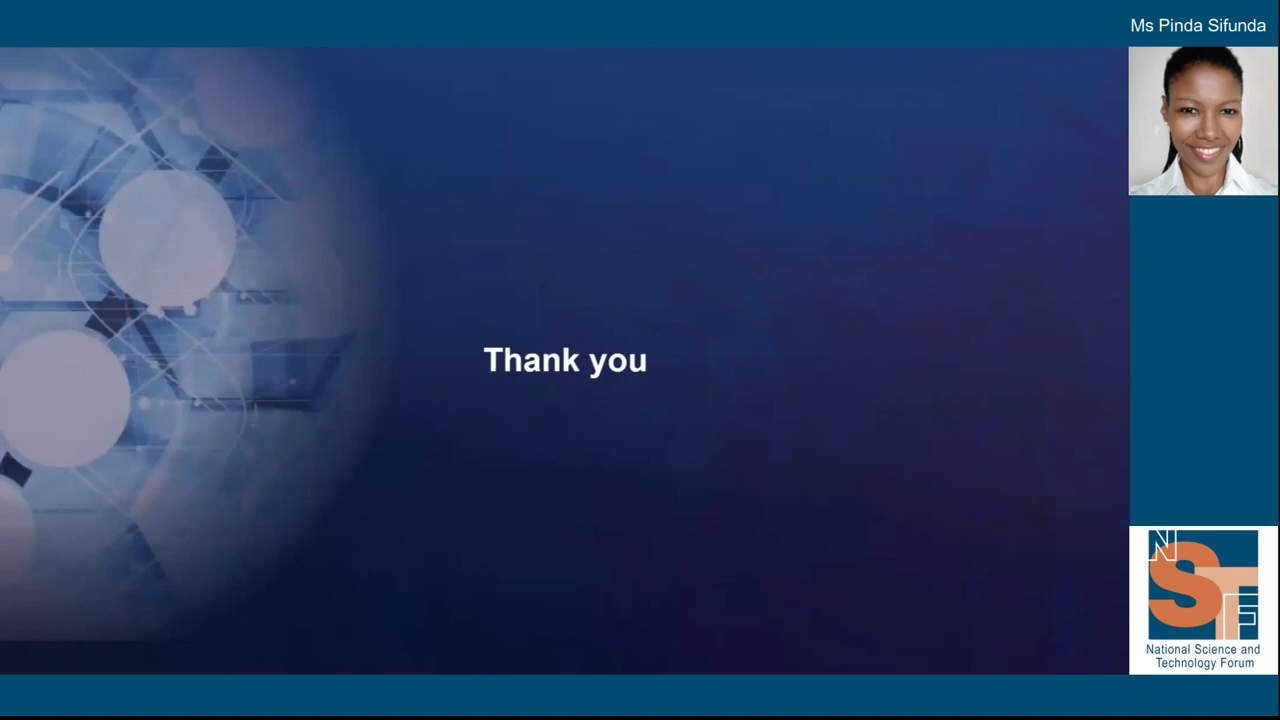 Ms Pinda Sifunda
Thank you
NSTF
National Science and
Technology Forum